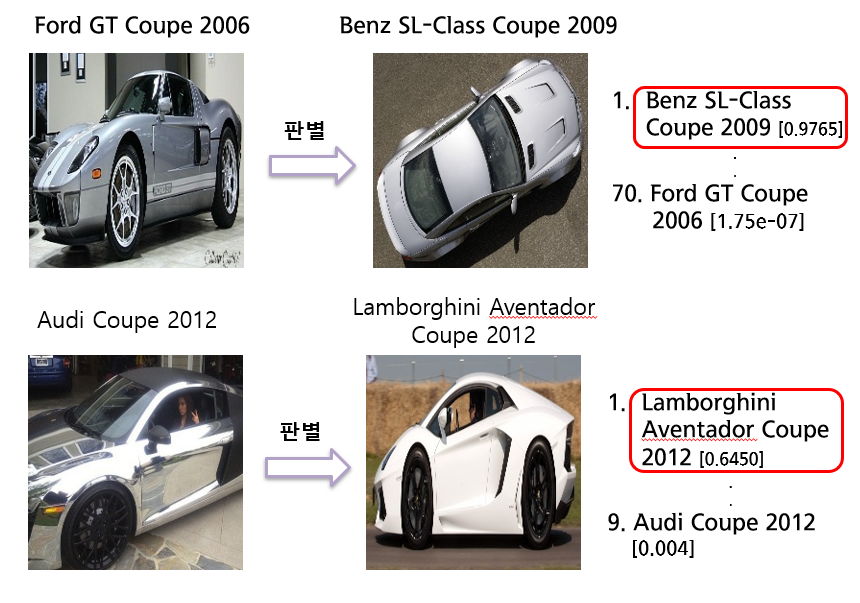 Ford GT Coupe 2006
Benz SL-Class Coupe 2009
판별
1. Benz SL-Class
Coupe 2009 [0.9765]
.
.
70. Ford GT Coupe
2006 [1.75e-07]
Audi Coupe 2012
Lamborghini Aventador
Coupe 2012
판별
1. Lamborghini
Aventador Coupe
2012 [0.6450]
.
.
9. Audi Coupe 2012
[0.004]